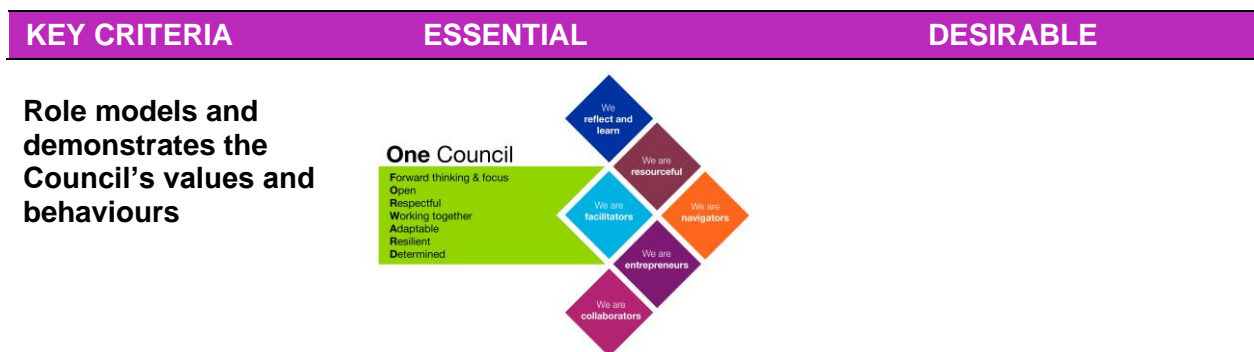 KEY CRITERIA ESSENTIAL DESIRABLE
Role models and
demonstrates the
Council's values and
behaviours
One Council
Forward thinking & focus
Open
Respectful
Working together
Adaptable
Resilient
Determined
We
reflect and
learn
We are
resourceful
We are
facilitators
We are
navigators
We are
entrepreneurs
We are
collaborators